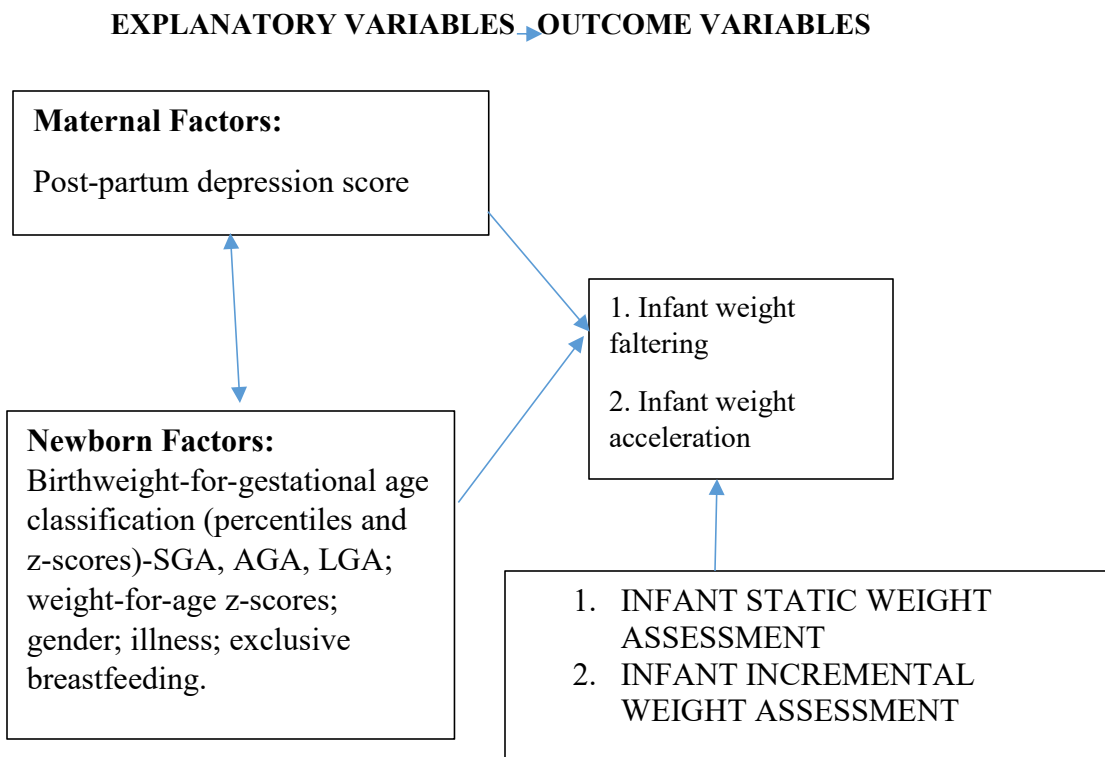 EXPLANATORY VARIABLES OUTCOME VARIABLES
Maternal Factors:
Post-partum depression score
1. Infant weight
faltering
2. Infant weight
acceleration
Newborn Factors:
Birthweight-for-gestational age
classification (percentiles and
z-scores)-SGA, AGA, LGA;
weight-for-age z-scores;
gender; illness; exclusive
breastfeeding.
1. INFANT STATIC WEIGHT
ASSESSMENT
2. INFANT INCREMENTAL
WEIGHT ASSESSMENT